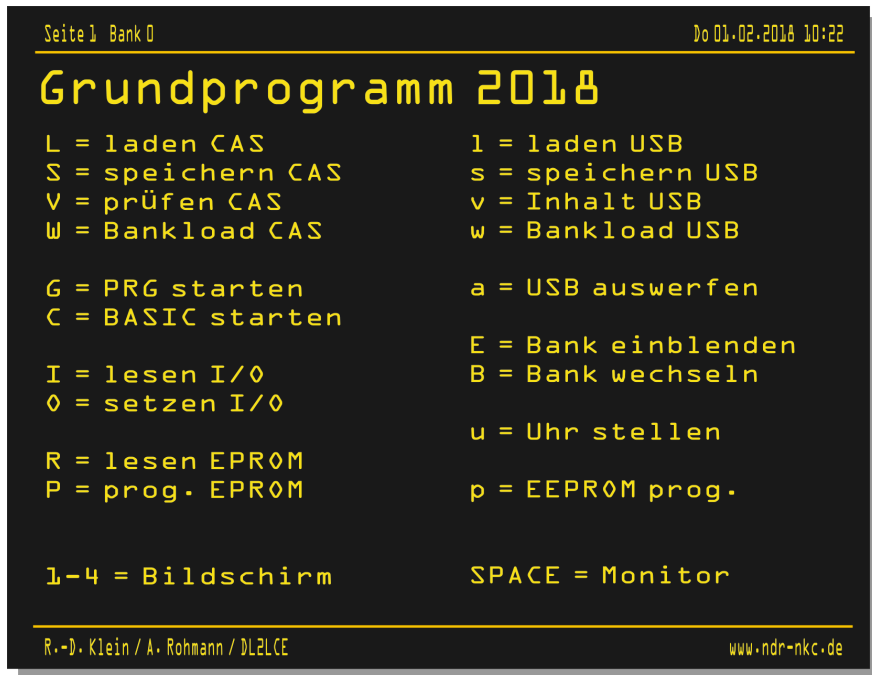 Seite 1 Bank 0
Do 01.02.2018 10:22
Grundprogramm 2018
L = laden CAS
S = speichern CAS
V = prüfen CAS
W = Bankload CAS
G = PRG starten
C = BASIC starten
I = lesen I/O
O = setzen I/O
R = lesen EPROM
P = prog. EPROM
1-4 = Bildschirm
l = laden USB
s = speichern USB
v = Inhalt USB
w = Bankload USB
a = USB auswerfen
E = Bank einblenden
B = Bank wechseln
u = Uhr stellen
p = EEPROM prog.
SPACE = Monitor
R.-D. Klein / A. Rohmann / DL2LCE
www.ndr-nkc.de